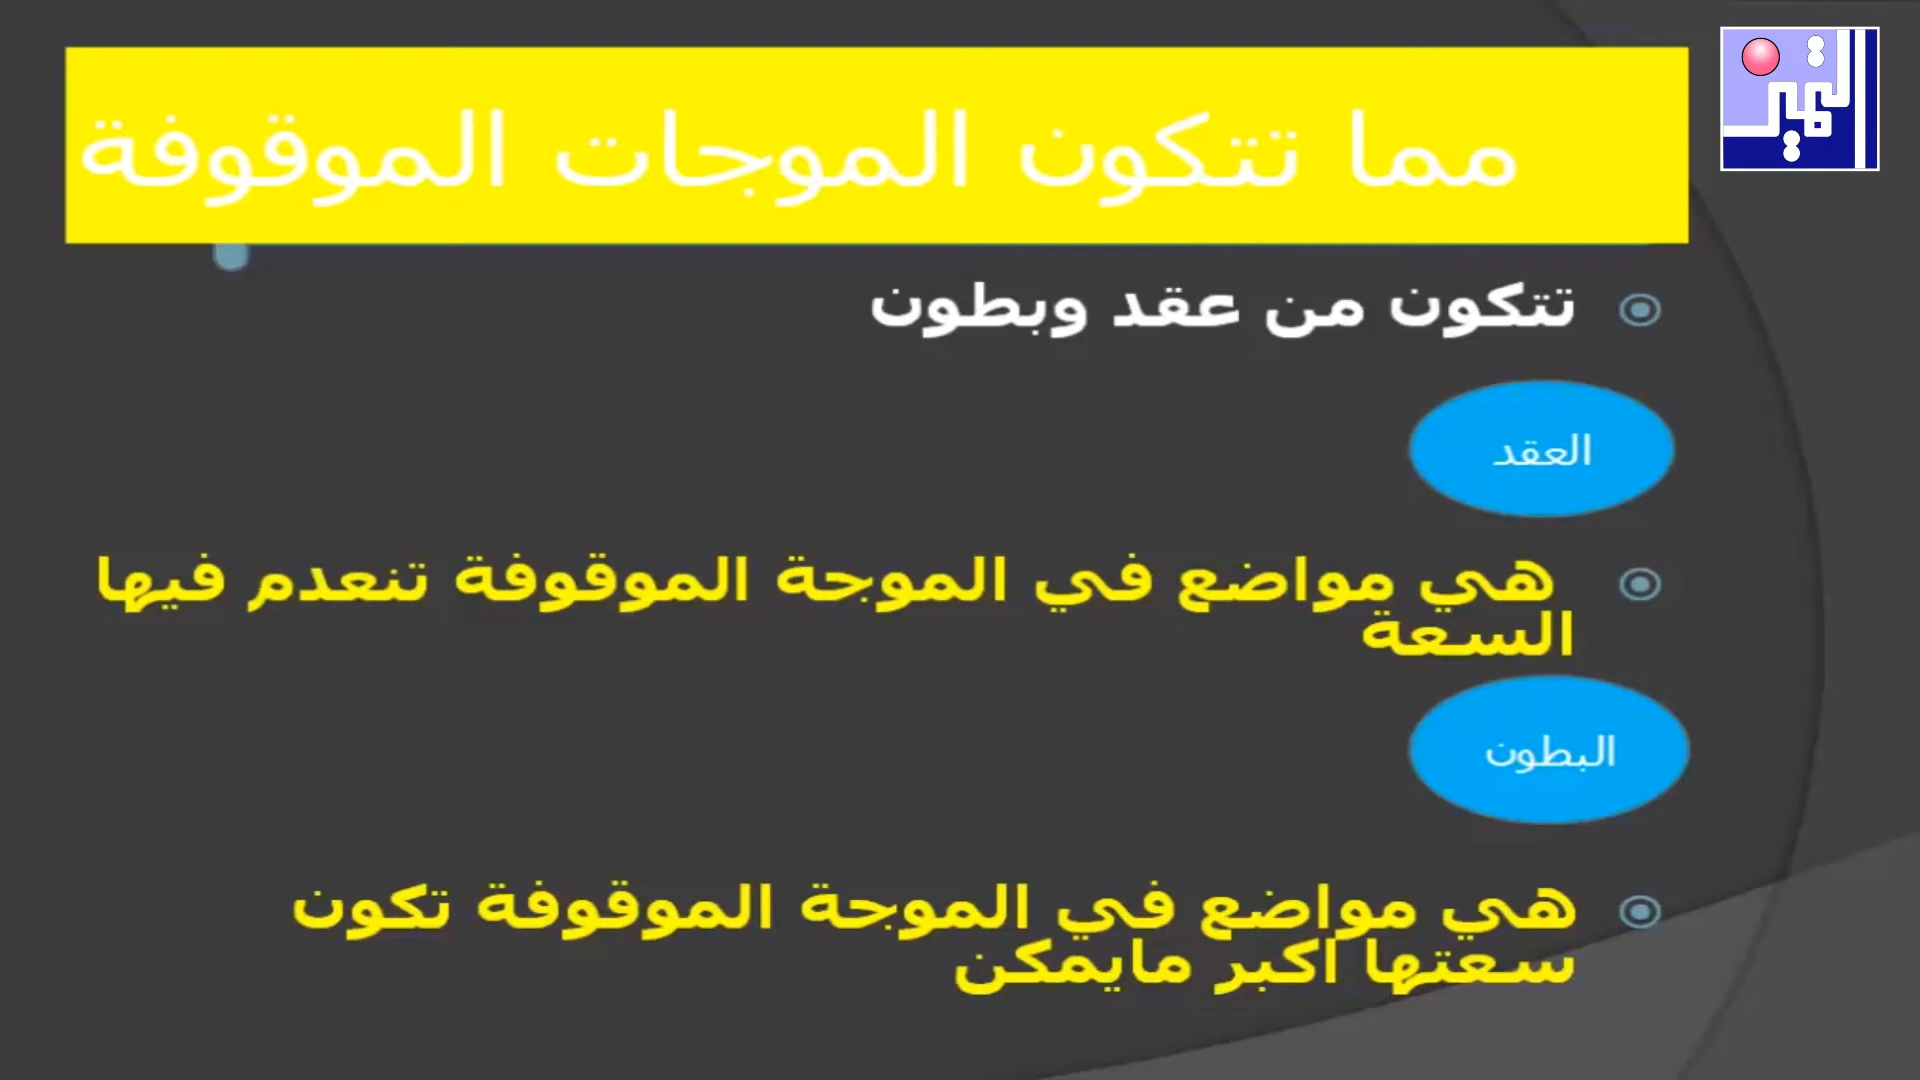 مما تتكون الموجات الموقوفة
تتكون من عقد وبطون
العقد
هي مواضع في الموجة الموقوفة تنعدم فيها
السعة
البطون
هي مواضع في الموجة الموقوفة تكون
سعتها اكبر مايمكن